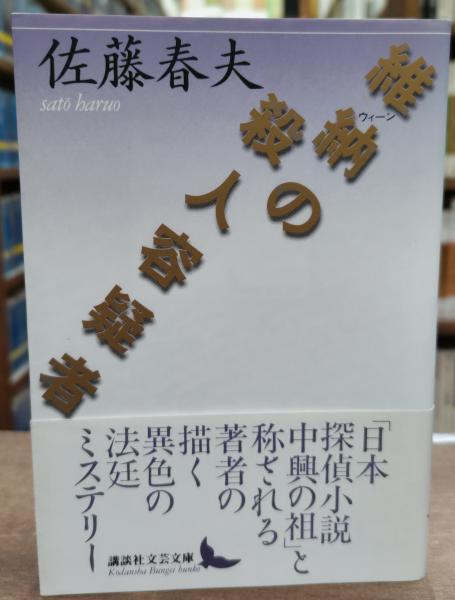 佐藤春夫
satō haruo
維納の殺人容疑者
ウィーン
「日本
探偵小説
中興の祖」と
称される
著者の
描く
異色の
法廷
ミステリー
講談社文芸文庫
Kodansha Bungei bunko